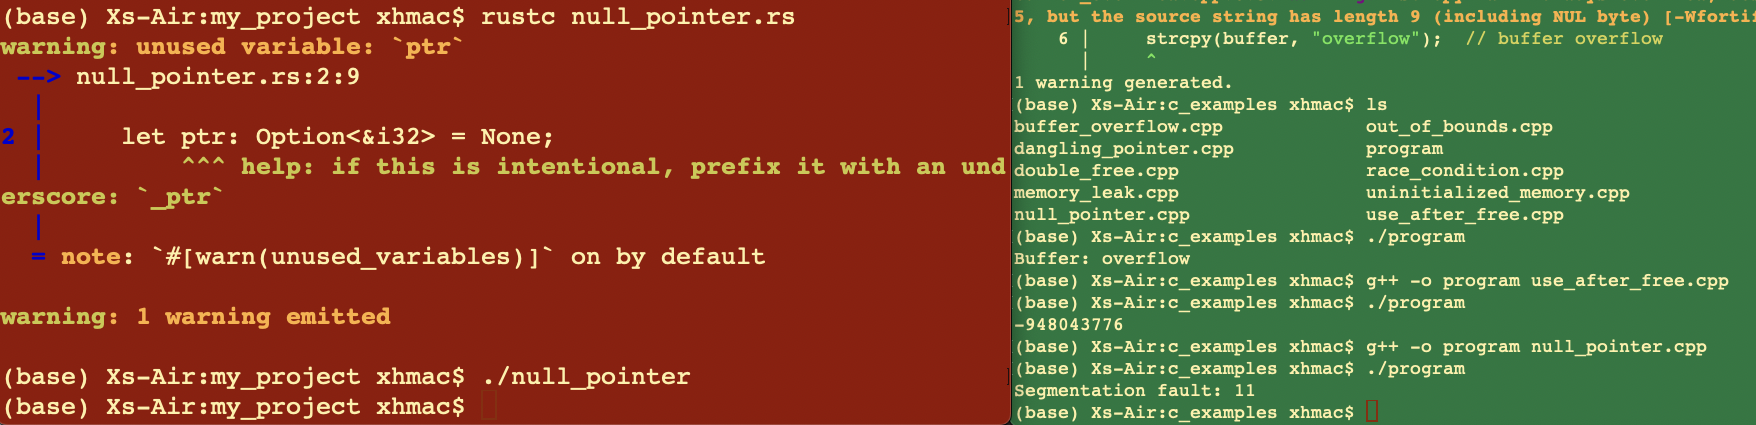 (base) Xs-Air:my_project xhmac$ rustc null_pointer.rs
warning: unused variable: `ptr`
 --> null_pointer.rs:2:9
  |
2 |     let ptr: Option<&i32> = None;
  |         ^^^ help: if this is intentional, prefix it with an und
erscore: `_ptr`
  |
  = note: `#[warn(unused_variables)]` on by default
warning: 1 warning emitted
(base) Xs-Air:my_project xhmac$ ./null_pointer
(base) Xs-Air:my_project xhmac$
5, but the source string has length 9 (including NUL byte) [-Wfortif
    6 |     strcpy(buffer, "overflow");  // buffer overflow
      |     ^
1 warning generated.
(base) Xs-Air:c_examples xhmac$ ls
buffer_overflow.cpp             out_of_bounds.cpp
dangling_pointer.cpp            program
double_free.cpp                 race_condition.cpp
memory_leak.cpp                 uninitialized_memory.cpp
null_pointer.cpp                use_after_free.cpp
(base) Xs-Air:c_examples xhmac$ ./program
Buffer: overflow
(base) Xs-Air:c_examples xhmac$ g++ -o program use_after_free.cpp
(base) Xs-Air:c_examples xhmac$ ./program
-948043776
(base) Xs-Air:c_examples xhmac$ g++ -o program null_pointer.cpp
(base) Xs-Air:c_examples xhmac$ ./program
Segmentation fault: 11
(base) Xs-Air:c_examples xhmac$